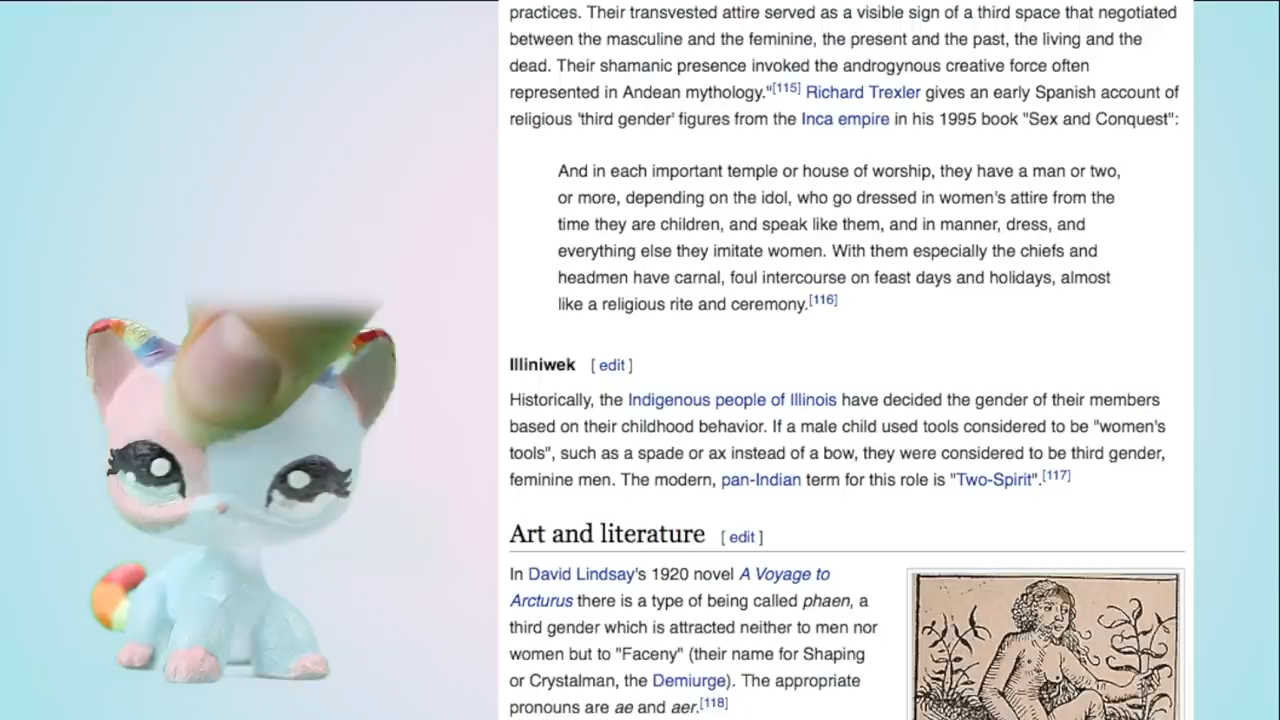 practices. Their transvested attire served as a visible sign of a third space that negotiated
between the masculine and the feminine, the present and the past, the living and the
dead. Their shamanic presence invoked the androgynous creative force often
represented in Andean mythology."[115] Richard Trexler gives an early Spanish account of
religious 'third gender' figures from the Inca empire in his 1995 book "Sex and Conquest":
And in each important temple or house of worship, they have a man or two,
or more, depending on the idol, who go dressed in women's attire from the
time they are children, and speak like them, and in manner, dress, and
everything else they imitate women. With them especially the chiefs and
headmen have carnal, foul intercourse on feast days and holidays, almost
like a religious rite and ceremony.[116]
Illiniwek [ edit ]
Historically, the Indigenous people of Illinois have decided the gender of their members
based on their childhood behavior. If a male child used tools considered to be "women's
tools", such as a spade or ax instead of a bow, they were considered to be third gender,
feminine men. The modern, pan-Indian term for this role is "Two-Spirit".[117]
Art and literature [ edit ]
In David Lindsay's 1920 novel A Voyage to
Arcturus there is a type of being called phaen, a
third gender which is attracted neither to men nor
women but to "Faceny" (their name for Shaping
or Crystalman, the Demiurge). The appropriate
pronouns are ae and aer.[118]